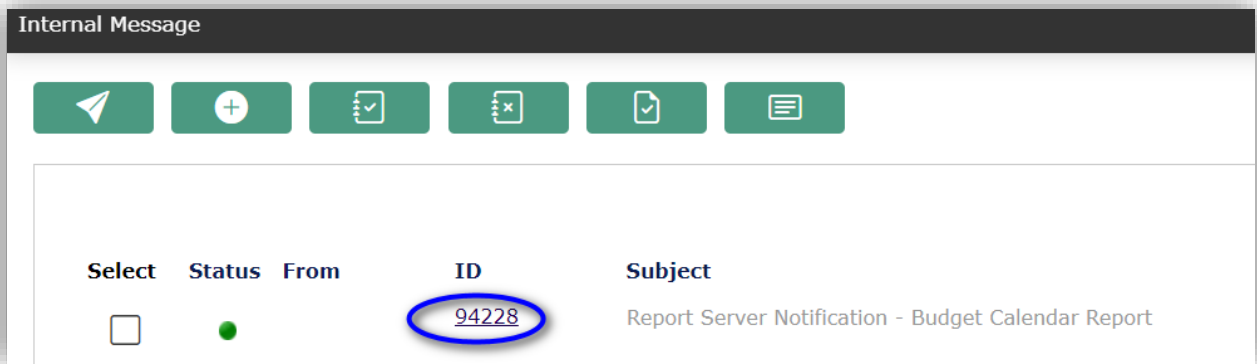 Internal Message
Select Status From ID Subject
94228 Report Server Notification - Budget Calendar Report